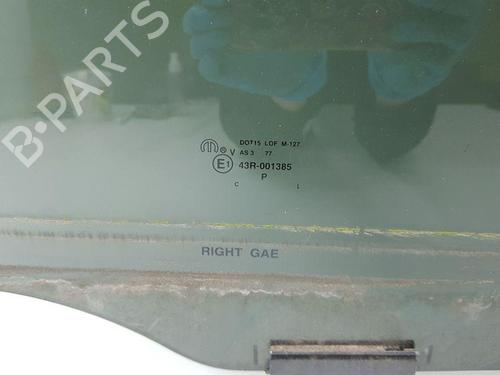 B-PARTS
DOT15 LOF M-127
V AS 3 77
E1 43R-001385
P
C L
RIGHT GAE